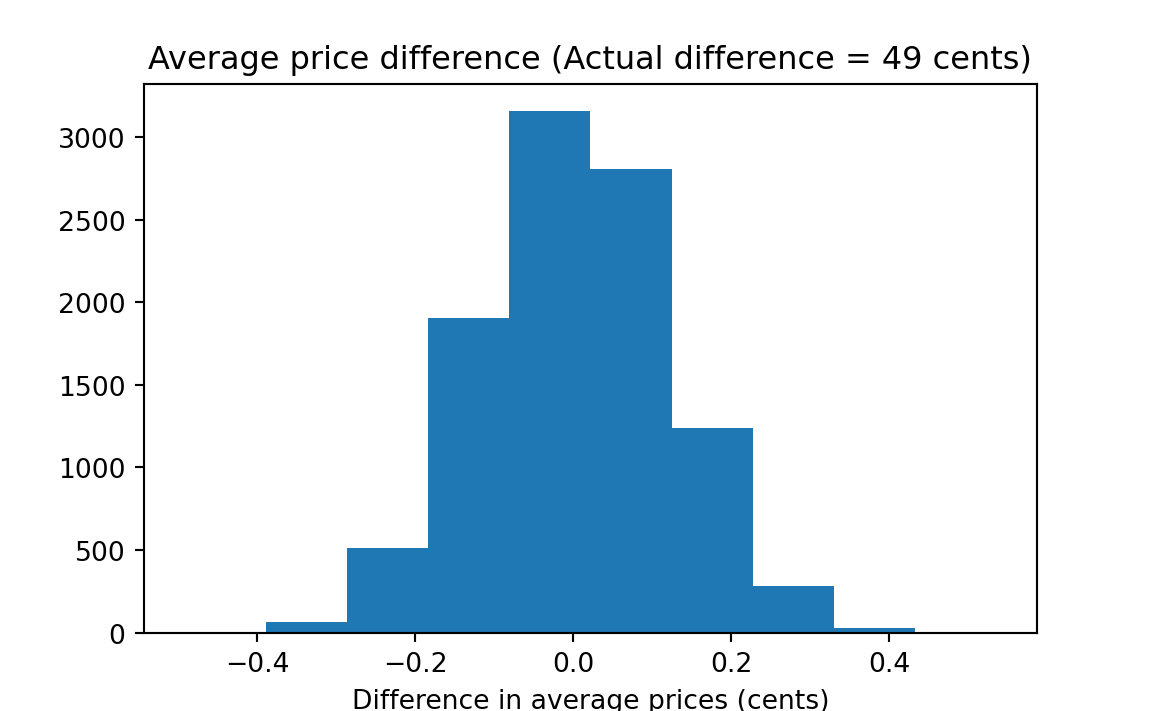 Average price difference (Actual difference = 49 cents)
3000
2500
2000
1500
1000
500
0
−0.4 −0.2 0.0 0.2 0.4
Difference in average prices (cents)